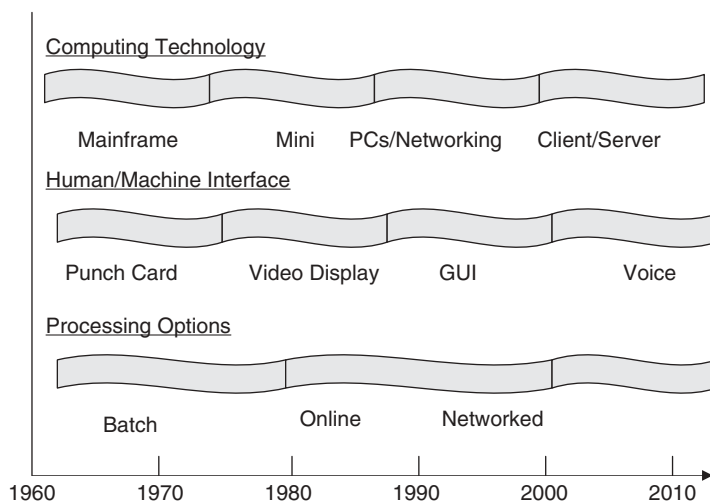 Computing Technology
Mainframe Mini PCs/Networking Client/Server
Human/Machine Interface
Punch Card Video Display GUI Voice
Processing Options
Batch Online Networked
1960 1970 1980 1990 2000 2010